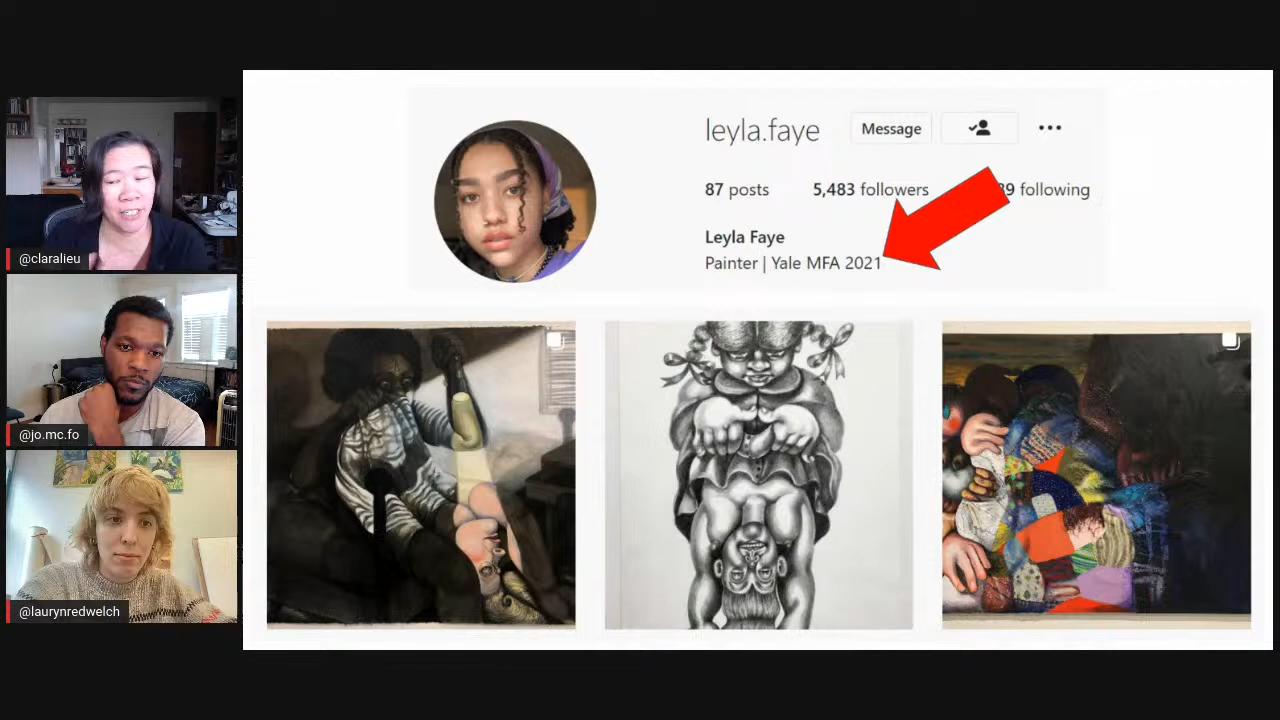 @claralieu
@jo.mc.fo
@laurynredwelch
leyla.faye
Message
87 posts
5,483 followers
following
Leyla Faye
Painter | Yale MFA 2021